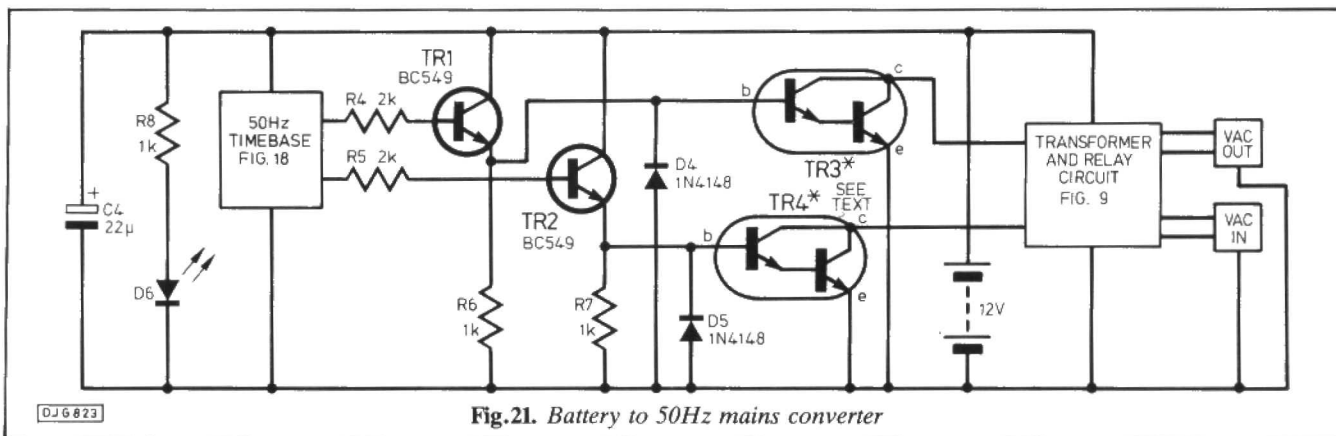 TR1
BC549
R4 2k
R5 2k
R8
1k
50Hz
TIMEBASE
FIG. 18
+
C4
22µ
D6
TR2
BC549
R6
1k
R7
1k
D4
1N4148
D5
1N4148
b
c
e
TR3*
SEE
TEXT
TR4*
b
c
e
12V
TRANSFORMER
AND RELAY
CIRCUIT
FIG. 9
VAC
OUT
VAC
IN
DJG823
Fig.21. Battery to 50Hz mains converter